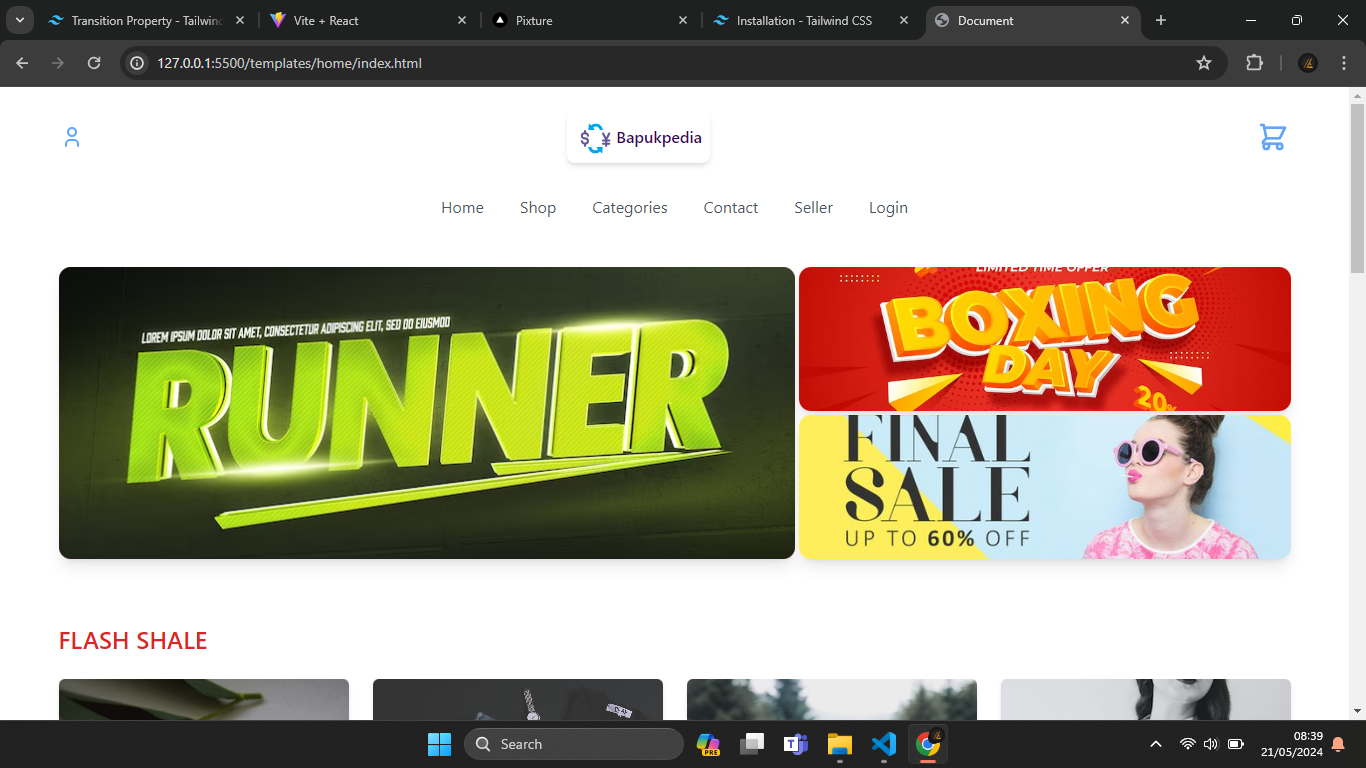 Transition Property - Tailwind
Vite + React
Pixture
Installation - Tailwind CSS
Document
127.0.0.1:5500/templates/home/index.html
$ ¥ Bapukpedia
Home Shop Categories Contact Seller Login
LOREM IPSUM DOLOR SIT AMET, CONSECTETUR ADIPISCING ELIT, SED DO EIUSMOD
RUNNER
LIMITED TIME OFFER
BOXING
DAY
20%
FINAL
SALE
UP TO 60% OFF
FLASH SHALE
Search
PRE
08:39
21/05/2024